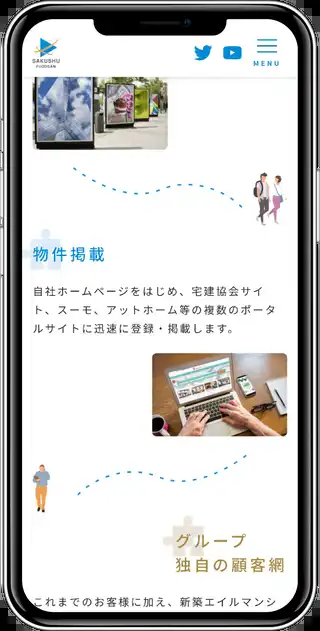 SAKUSHU
FUDOSAN
MENU
物件掲載
自社ホームページをはじめ、宅建協会サイ
ト、スーモ、アットホーム等の複数のポータ
ルサイトに迅速に登録・掲載します。
グループ
独自の顧客網
これまでのお客様に加え、新築エイルマンシ